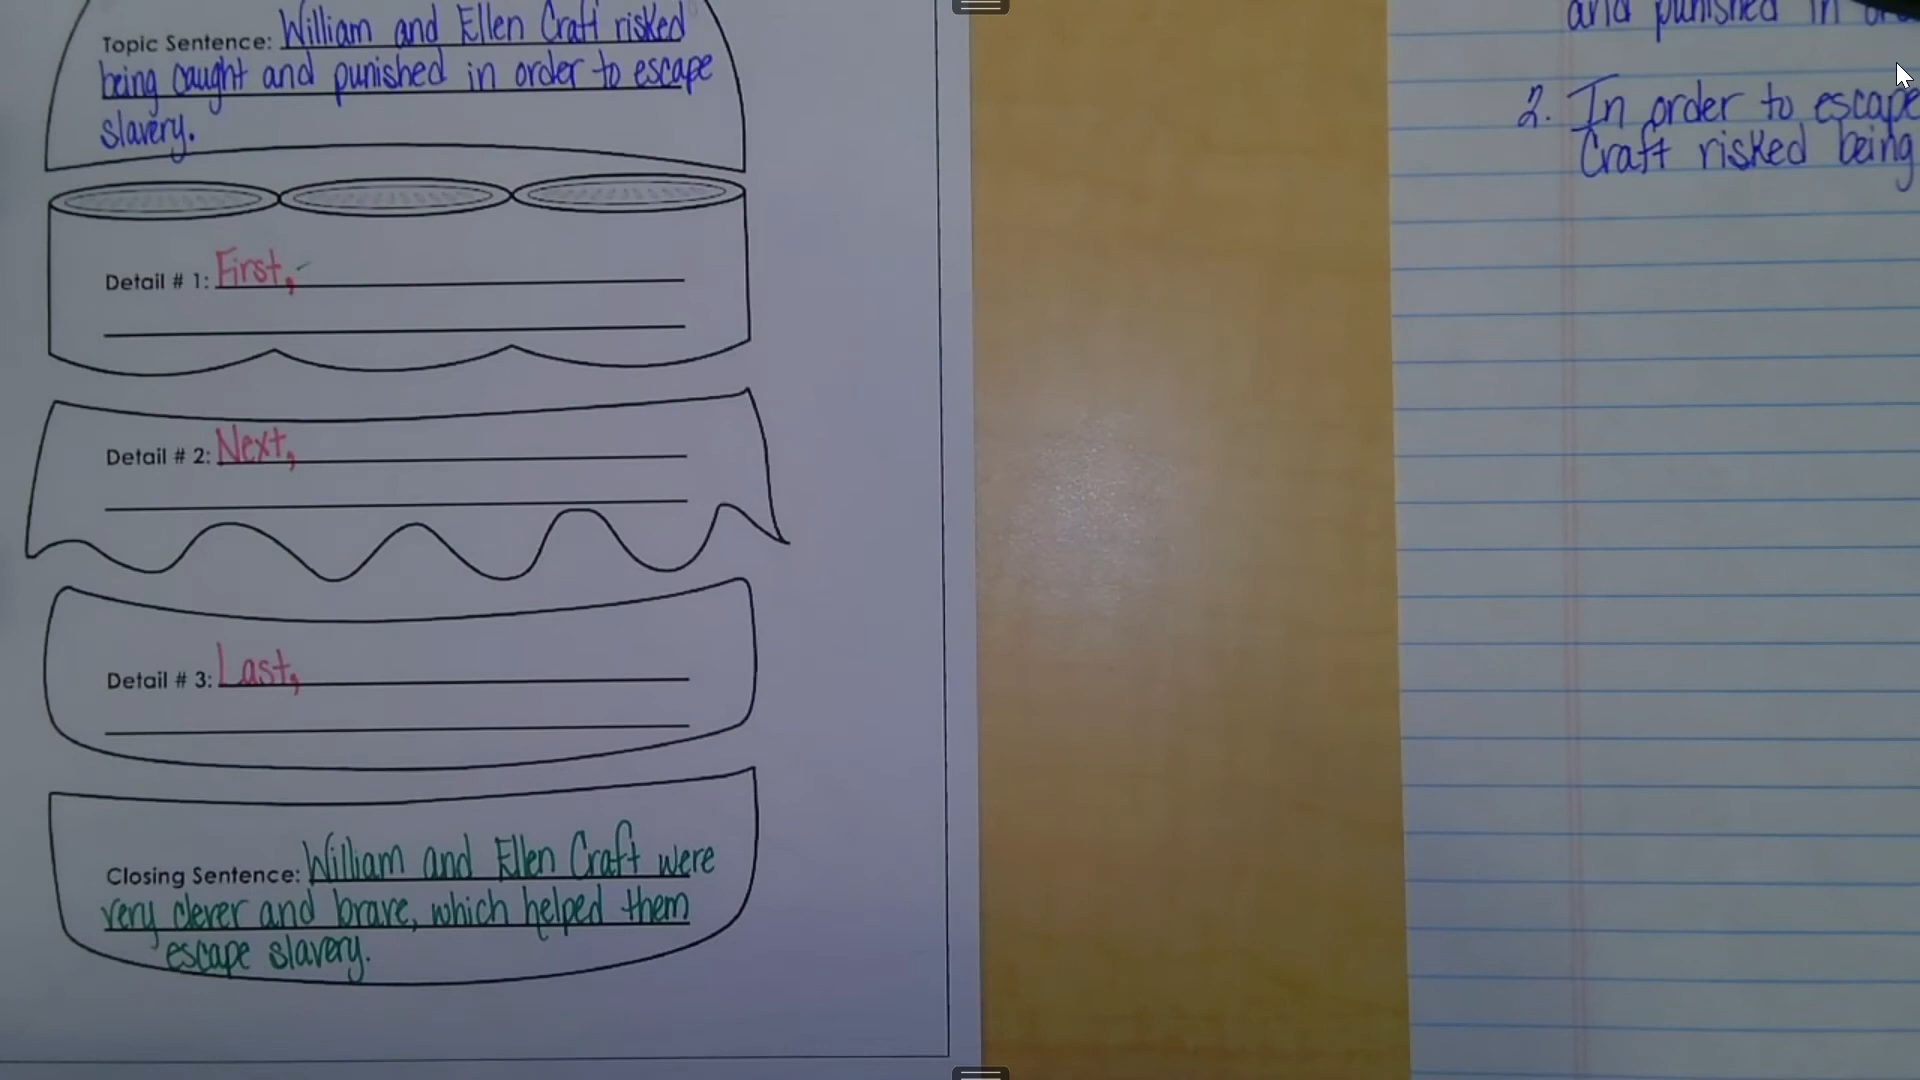 Topic Sentence: William and Ellen Craft risked
being caught and punished in order to escape
slavery.
Detail # 1: First,
Detail # 2: Next,
Detail # 3: Last,
Closing Sentence: William and Ellen Craft were
very clever and brave, which helped them
escape slavery.
and punished in
2. In order to escape
Craft risked being